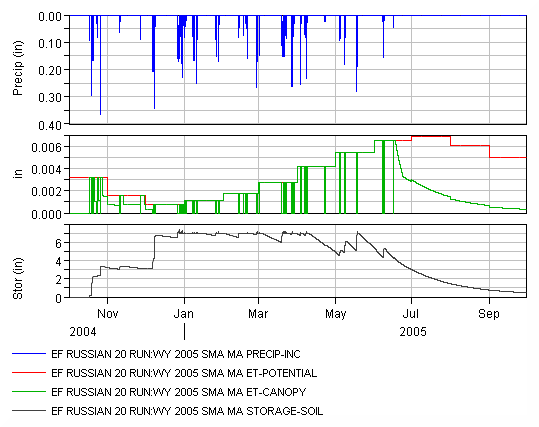 0.00
0.10
0.20
0.30
0.40
Precip (in)
0.006
0.004
0.002
0.000
in
6
4
2
0
Stor (in)
Nov Jan Mar May Jul Sep
2004 2005
EF RUSSIAN 20 RUN:WY 2005 SMA MA PRECIP-INC
EF RUSSIAN 20 RUN:WY 2005 SMA MA ET-POTENTIAL
EF RUSSIAN 20 RUN:WY 2005 SMA MA ET-CANOPY
EF RUSSIAN 20 RUN:WY 2005 SMA MA STORAGE-SOIL